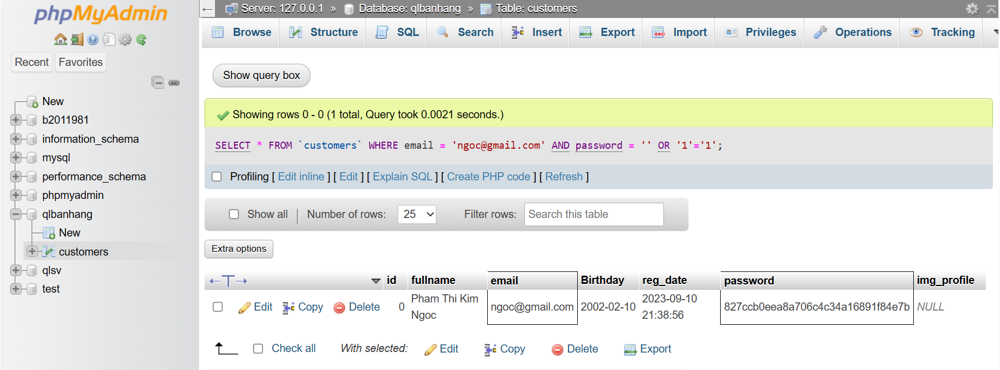 phpMyAdmin
Recent Favorites
New
b2011981
information_schema
mysql
performance_schema
phpmyadmin
qlbanhang
New
customers
qlsv
test
Server: 127.0.0.1 » Database: qlbanhang » Table: customers
Browse Structure SQL Search Insert Export Import Privileges Operations Tracking
Show query box
Showing rows 0 - 0 (1 total, Query took 0.0021 seconds.)
SELECT * FROM `customers` WHERE email = 'ngoc@gmail.com' AND password = '' OR '1'='1';
Profiling [ Edit inline ] [ Edit ] [ Explain SQL ] [ Create PHP code ] [ Refresh ]
Show all | Number of rows: 25 Filter rows: Search this table
Extra options
id fullname email Birthday reg_date password img_profile
Edit Copy Delete 0 Pham Thi Kim Ngoc ngoc@gmail.com 2002-02-10 2023-09-10 21:38:56 827ccb0eea8a706c4c34a16891f84e7b NULL
Check all With selected: Edit Copy Delete Export